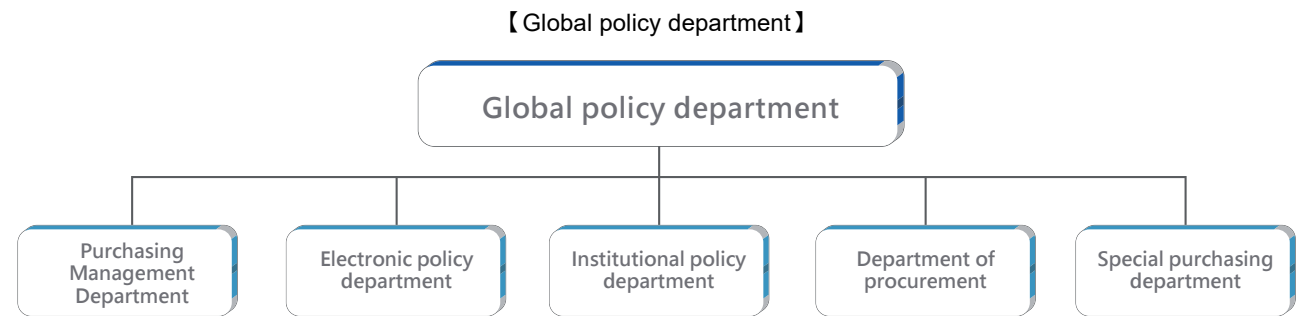 【Global policy department】
Global policy department
Purchasing
Management
Department
Electronic policy
department
Institutional policy
department
Department of
procurement
Special purchasing
department